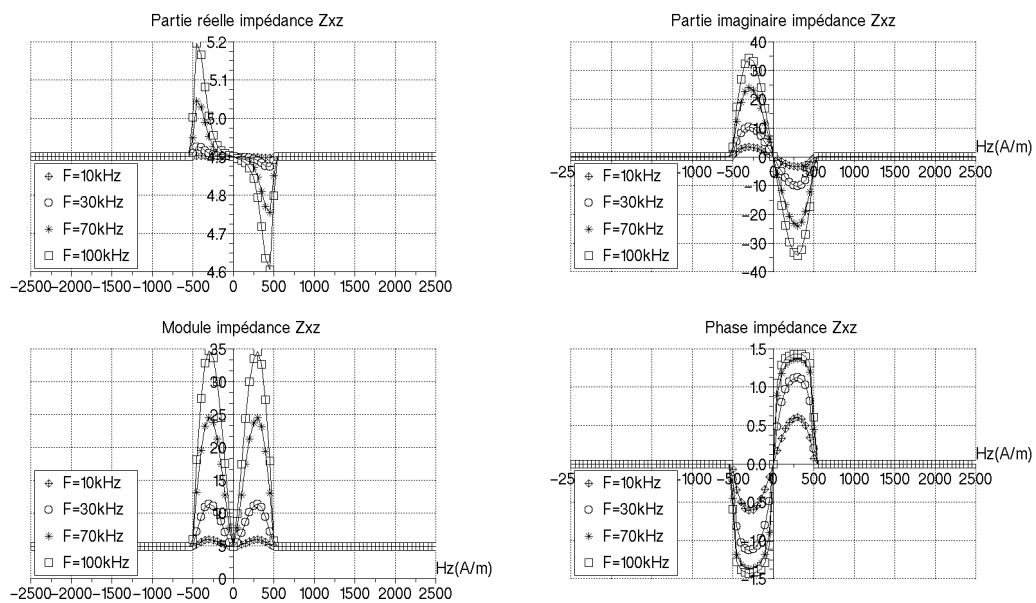 Partie réelle impédance Zxz
5.2
5.1
5.0
4.9
4.8
4.7
4.6
F=10kHz
F=30kHz
F=70kHz
F=100kHz
−2500 −2000 −1500 −1000 −500 0 500 1000 1500 2000 2500
Partie imaginaire impédance Zxz
40
30
20
10
0
−10
−20
−30
−40
Hz(A/m)
−1000 −500 0 500 1000 1500 2000 2500
F=10kHz
F=30kHz
F=70kHz
F=100kHz
Module impédance Zxz
35
30
25
20
15
10
5
0
F=10kHz
F=30kHz
F=70kHz
F=100kHz
Hz(A/m)
−2500 −2000 −1500 −1000 −500 0 500 1000 1500 2000 2500
Phase impédance Zxz
1.5
1.0
0.5
0.0
−0.5
−1.0
−1.5
Hz(A/m)
−1000 −500 0 500 1000 1500 2000 2500
F=10kHz
F=30kHz
F=70kHz
F=100kHz